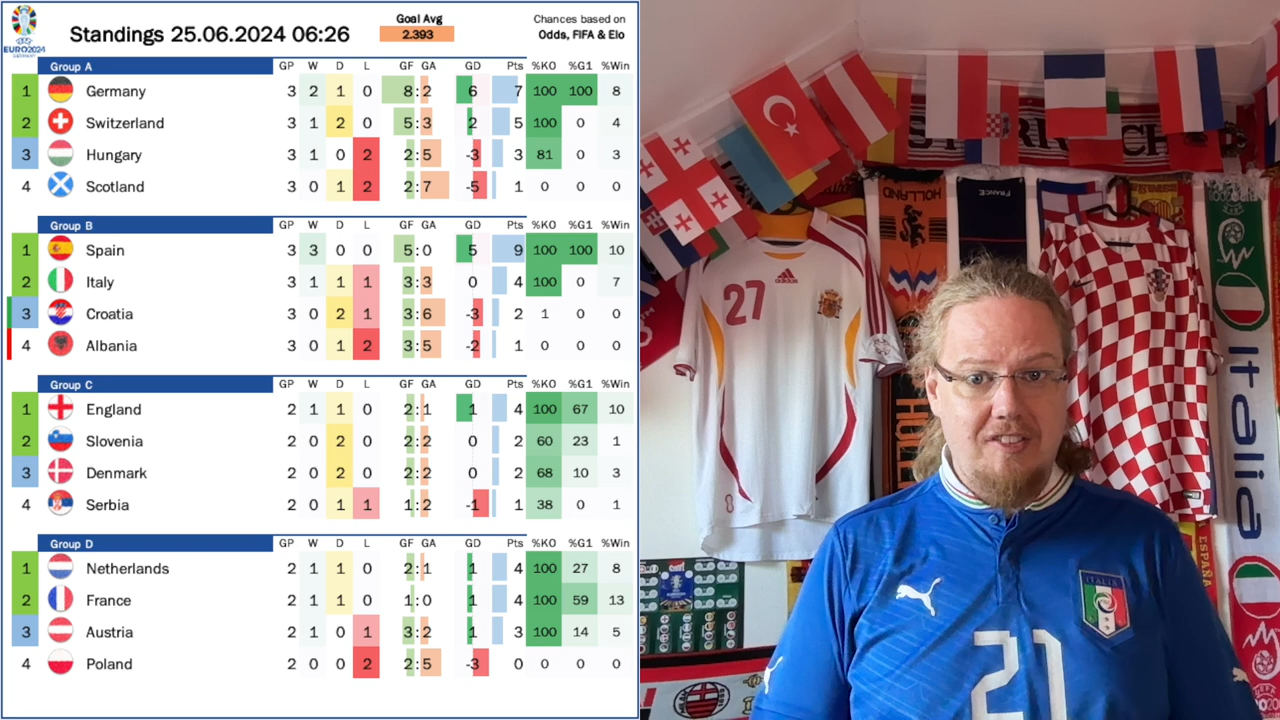 EURO2024
GERMANY
Standings 25.06.2024 06:26
Goal Avg
2.393
Chances based on
Odds, FIFA & Elo
Group A GP W D L GF GA GD Pts %KO %G1 %Win
1 Germany 3 2 1 0 8:2 6 7 100 100 8
2 Switzerland 3 1 2 0 5:3 2 5 100 0 4
3 Hungary 3 1 0 2 2:5 -3 3 81 0 3
4 Scotland 3 0 1 2 2:7 -5 1 0 0 0
Group B GP W D L GF GA GD Pts %KO %G1 %Win
1 Spain 3 3 0 0 5:0 5 9 100 100 10
2 Italy 3 1 1 1 3:3 0 4 100 0 7
3 Croatia 3 0 2 1 3:6 -3 2 1 0 0
4 Albania 3 0 1 2 3:5 -2 1 0 0 0
Group C GP W D L GF GA GD Pts %KO %G1 %Win
1 England 2 1 1 0 2:1 1 4 100 67 10
2 Slovenia 2 0 2 0 2:2 0 2 60 23 1
3 Denmark 2 0 2 0 2:2 0 2 68 10 3
4 Serbia 2 0 1 1 1:2 -1 1 38 0 1
Group D GP W D L GF GA GD Pts %KO %G1 %Win
1 Netherlands 2 1 1 0 2:1 1 4 100 27 8
2 France 2 1 1 0 1:0 1 4 100 59 13
3 Austria 2 1 0 1 3:2 1 3 100 14 5
4 Poland 2 0 0 2 2:5 -3 0 0 0 0
HOLLAND
FRANCE
27
adidas
8
Italia
ESPAÑA
ITALIA
21
MILAN